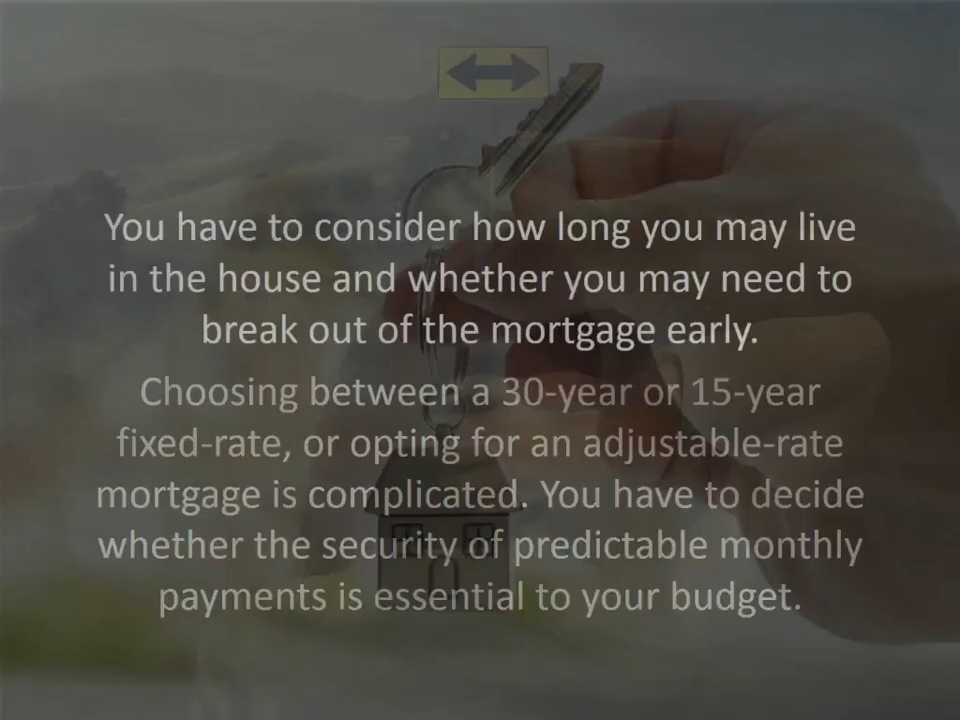 You have to consider how long you may live
in the house and whether you may need to
break out of the mortgage early.
Choosing between a 30-year or 15-year
fixed-rate, or opting for an adjustable-rate
mortgage is complicated. You have to decide
whether the security of predictable monthly
payments is essential to your budget.